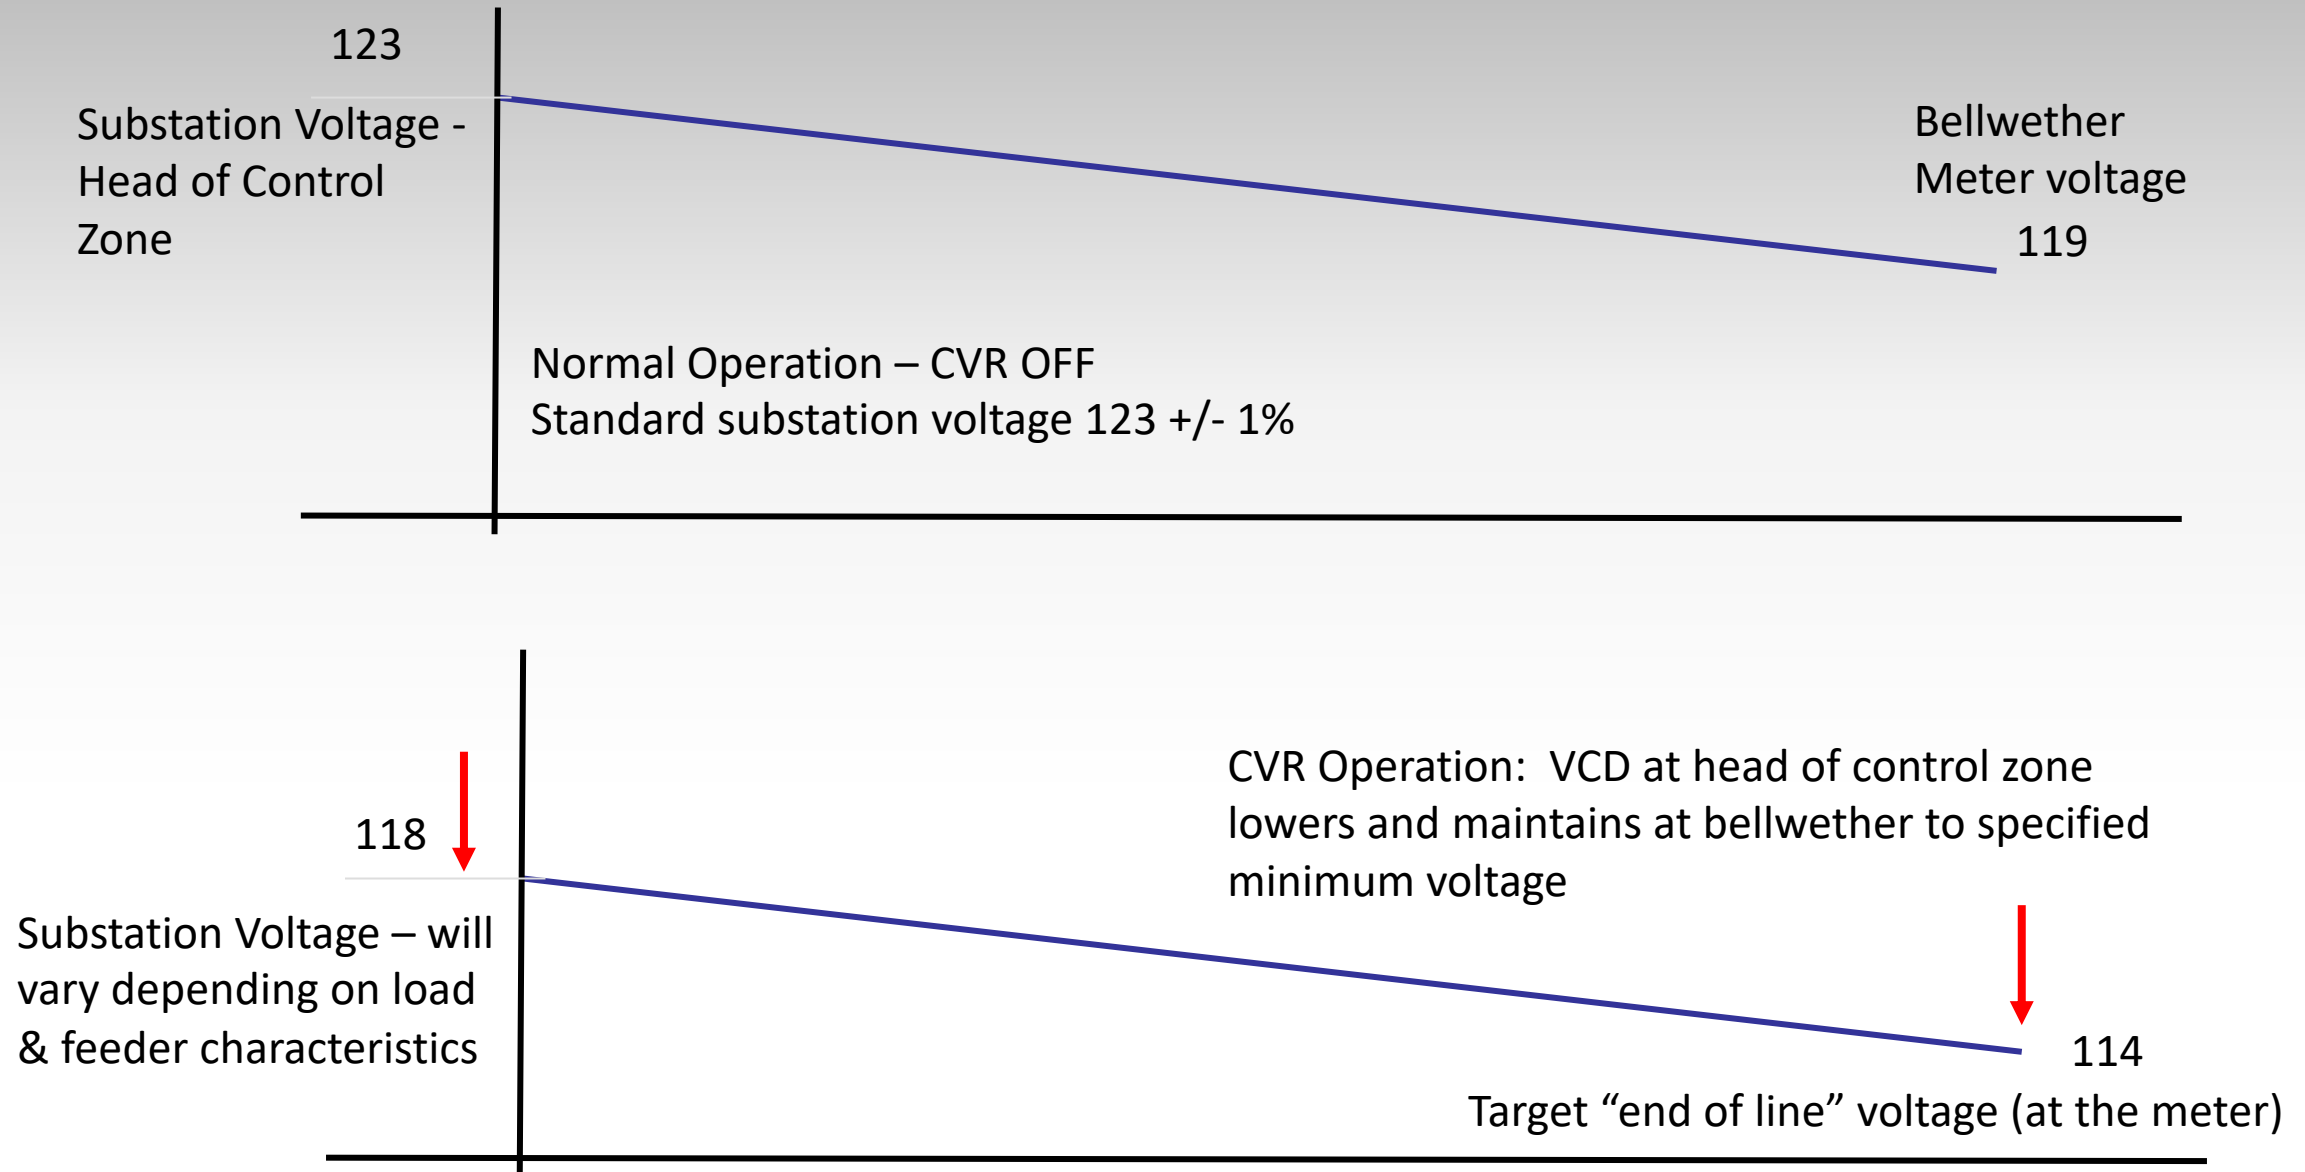 123
Substation Voltage -
Head of Control
Zone
Bellwether
Meter voltage
119
Normal Operation – CVR OFF
Standard substation voltage 123 +/- 1%
118
Substation Voltage – will
vary depending on load
& feeder characteristics
CVR Operation:  VCD at head of control zone
lowers and maintains at bellwether to specified
minimum voltage
114
Target “end of line” voltage (at the meter)